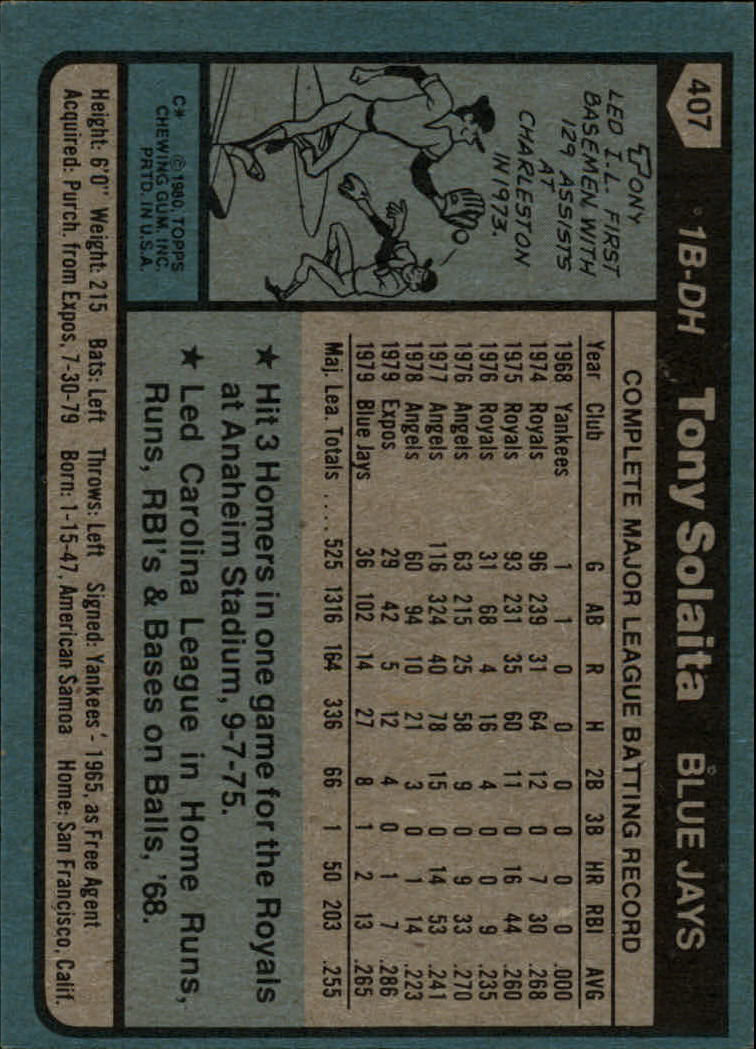 407
1B-DH Tony Solaita BLUE JAYS
TONY
LED I.L. FIRST
BASEMEN WITH
129 ASSISTS
AT
CHARLESTON
IN 1973.
COMPLETE MAJOR LEAGUE BATTING RECORD
Year Club G AB R H 2B 3B HR RBI AVG
1968 Yankees 1 1 0 0 0 0 0 0 .000
1974 Royals 96 239 31 64 12 0 7 30 .268
1975 Royals 93 231 35 60 11 0 16 44 .260
1976 Royals 31 68 4 16 4 0 0 9 .235
1976 Angels 63 215 25 58 9 0 9 33 .270
1977 Angels 116 324 40 78 15 0 14 53 .241
1978 Angels 60 94 10 21 3 0 1 14 .223
1979 Expos 29 42 5 12 4 0 1 7 .286
1979 Blue Jays 36 102 14 27 8 1 2 13 .265
Maj. Lea. Totals .... 525 1316 164 336 66 1 50 203 .255
★ Hit 3 Homers in one game for the Royals
at Anaheim Stadium, 9-7-75.
★ Led Carolina League in Home Runs,
Runs, RBI's & Bases on Balls, '68.
C* © 1980, TOPPS
CHEWING GUM, INC.
PRTD. IN U.S.A.
Height: 6'0" Weight: 215 Bats: Left Throws: Left Signed: Yankees' - 1965, as Free Agent
Acquired: Purch. from Expos, 7-30-79 Born: 1-15-47, American Samoa Home: San Francisco, Calif.